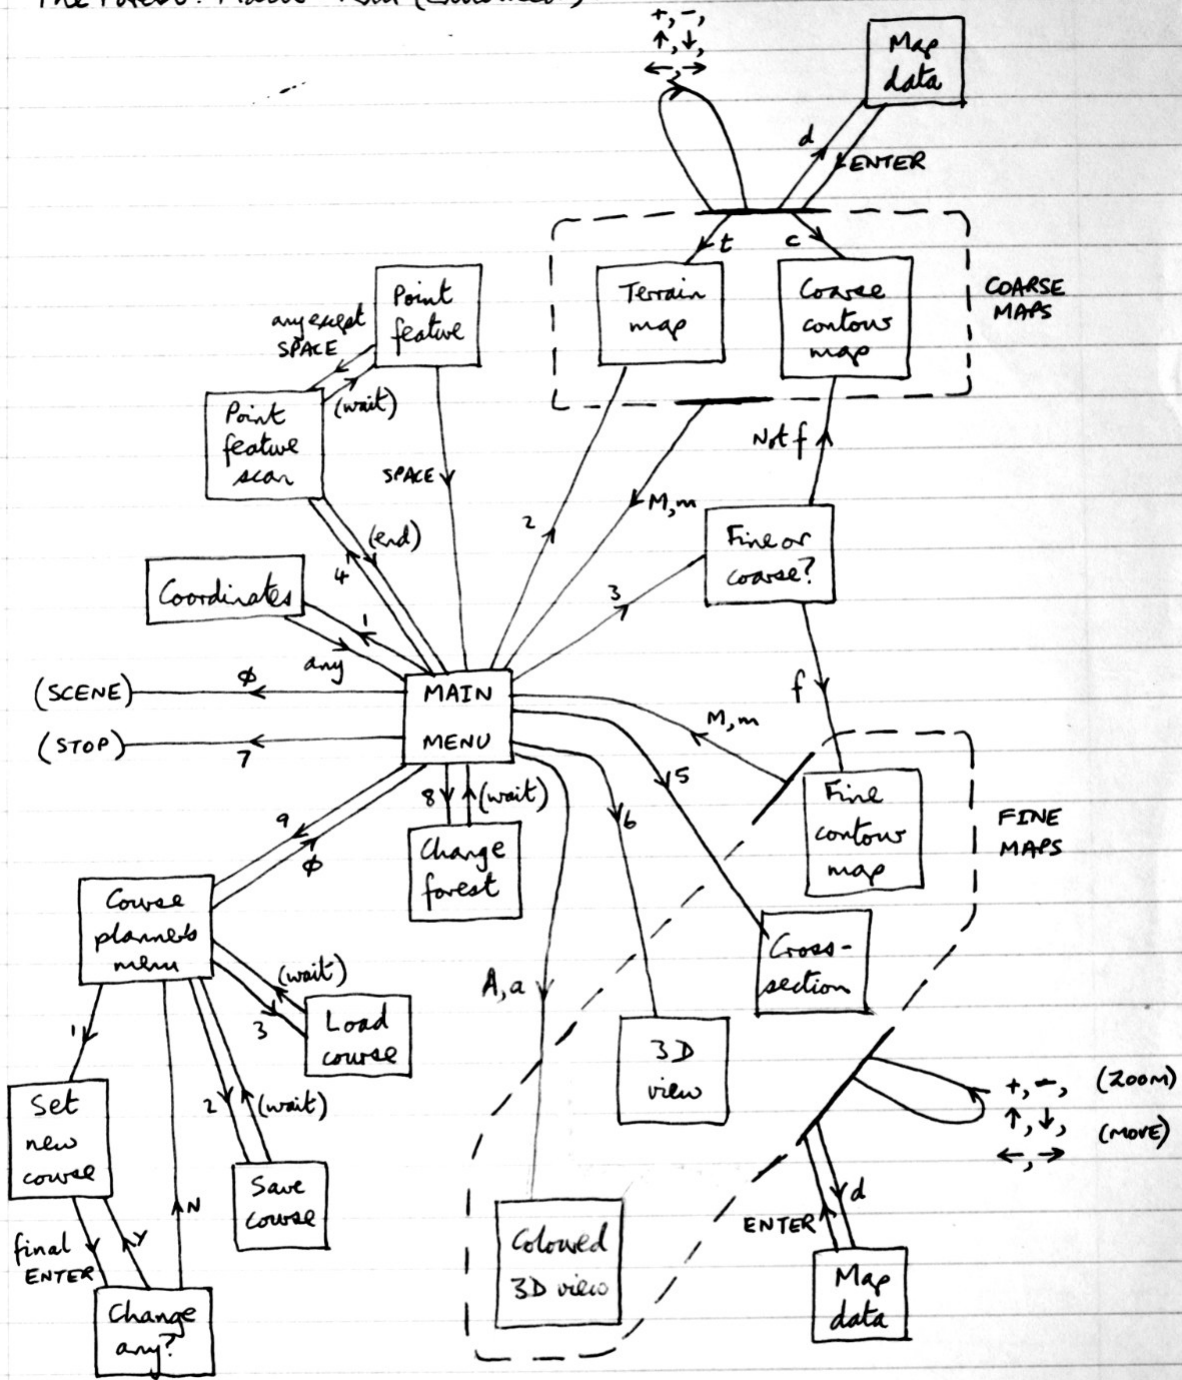 +, -,
↑, ↓,
←, →
Map
data
d
ENTER
t
c
Terrain
map
Coarse
contour
map
COARSE
MAPS
Point
feature
any except
SPACE
(wait)
Point
feature
scan
SPACE
Not f
M, m
2
(end)
4
Fine or
coarse?
3
Coordinates
1
any
(SCENE)
Ø
MAIN
MENU
(STOP)
7
f
M, m
5
6
8
(wait)
Change
forest
Fine
contour
map
FINE
MAPS
9
Ø
Course
planner's
menu
(wait)
3
Load
course
A, a
Cross-
section
3D
view
1
Set
new
course
2
(wait)
Save
course
+, -, (ZOOM)
↑, ↓, (MOVE)
←, →
N
Y
final
ENTER
Change
any?
Coloured
3D view
ENTER
d
Map
data